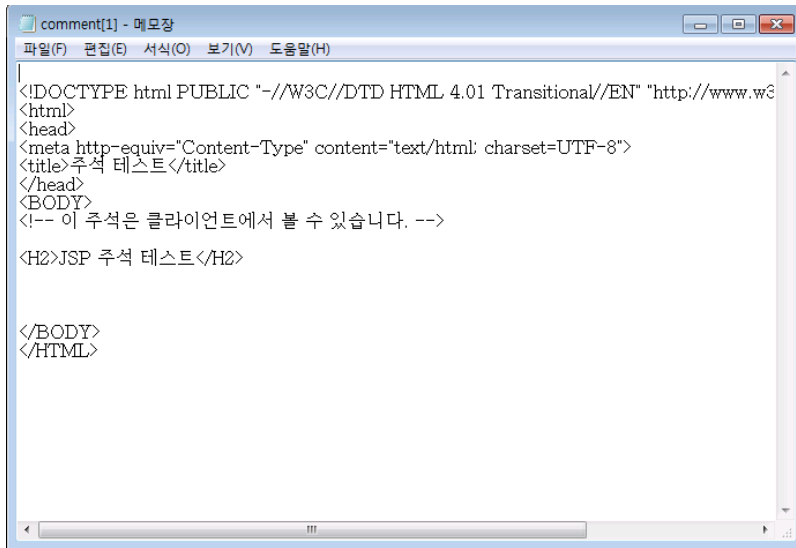 comment[1] - 메모장
파일(F) 편집(E) 서식(O) 보기(V) 도움말(H)
<!DOCTYPE html PUBLIC "-//W3C//DTD HTML 4.01 Transitional//EN" "http://www.w3
<html>
<head>
<meta http-equiv="Content-Type" content="text/html; charset=UTF-8">
<title>주석 테스트</title>
</head>
<BODY>
<!-- 이 주석은 클라이언트에서 볼 수 있습니다. -->
<H2>JSP 주석 테스트</H2>
</BODY>
</HTML>